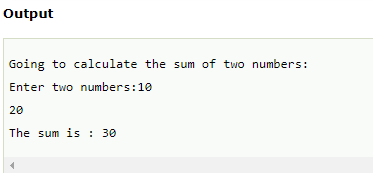 Output
Going to calculate the sum of two numbers:
Enter two numbers:10
20
The sum is : 30